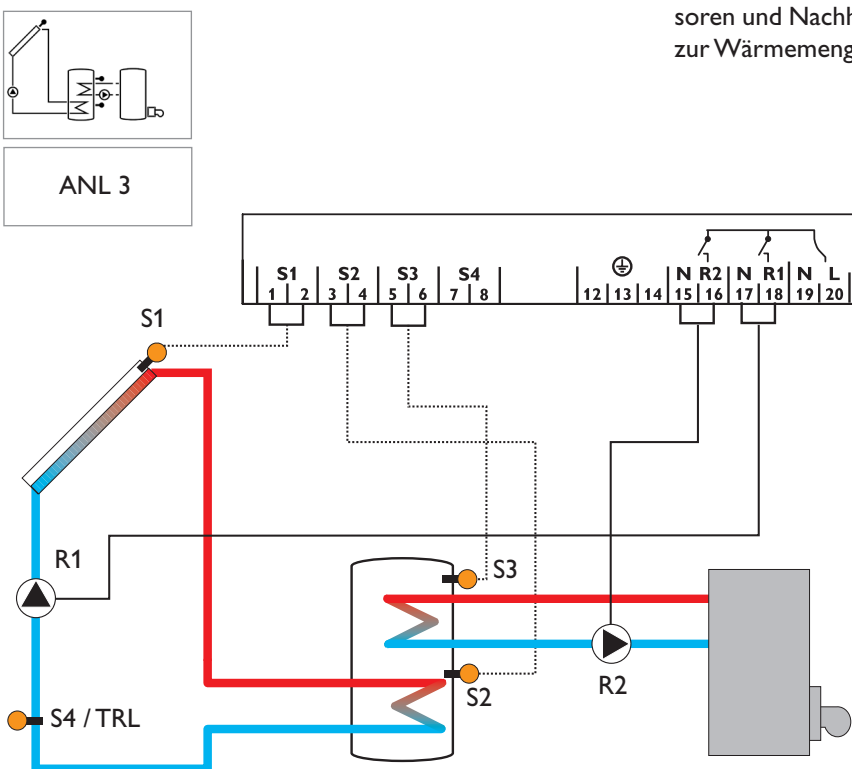 soren und Nachh
zur Wärmemeng
ANL 3
S1 S2 S3 S4 N R2 N R1 N L
1 2 3 4 5 6 7 8 12 13 14 15 16 17 18 19 20
S1
R1
S3
S2
R2
S4 / TRL